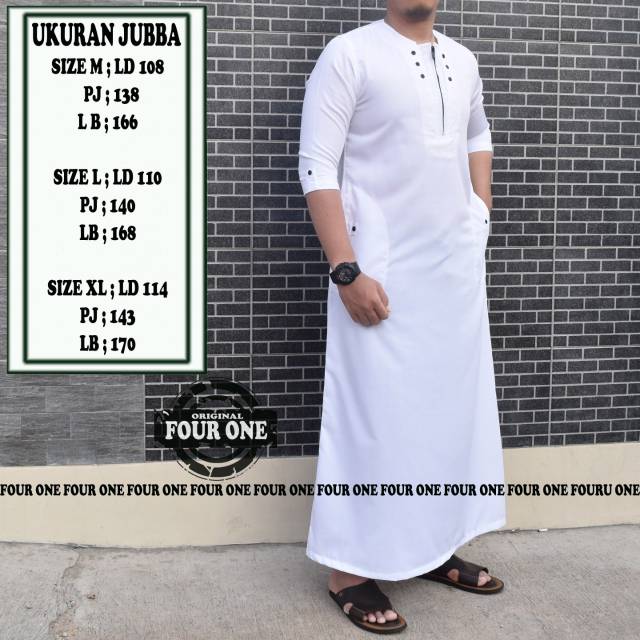 UKURAN JUBBA
SIZE M ; LD 108
PJ ; 138
L B ; 166
SIZE L ; LD 110
PJ ; 140
LB ; 168
SIZE XL ; LD 114
PJ ; 143
LB ; 170
ORIGINAL
FOUR ONE
FOUR ONE FOUR ONE FOUR ONE FOUR ONE FOUR ONE FOUR ONE FOUR ONE FOUR ONE FOUR ONE FOURU ONE